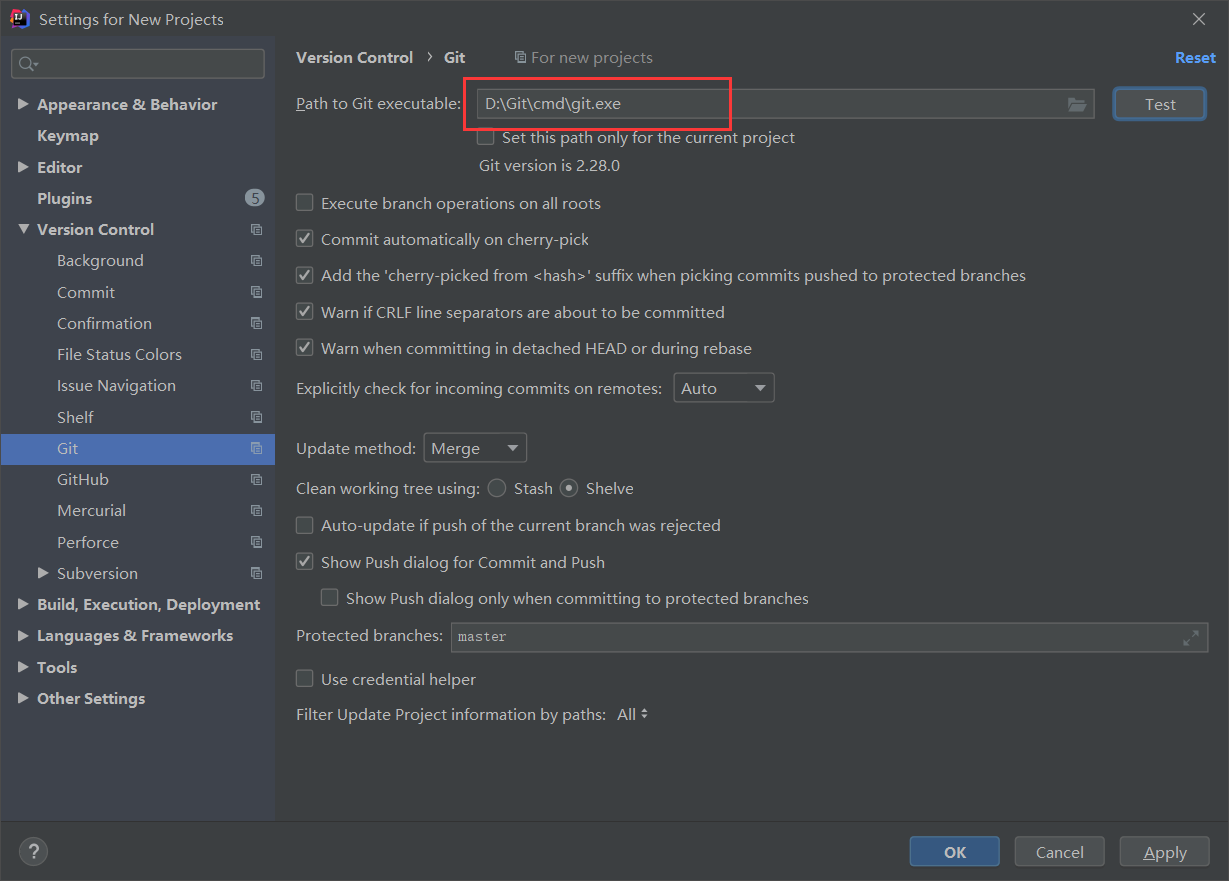 Settings for New Projects
Appearance & Behavior
Keymap
Editor
Plugins 5
Version Control
Background
Commit
Confirmation
File Status Colors
Issue Navigation
Shelf
Git
GitHub
Mercurial
Perforce
Subversion
Build, Execution, Deployment
Languages & Frameworks
Tools
Other Settings
Version Control › Git For new projects Reset
Path to Git executable: D:\Git\cmd\git.exe Test
Set this path only for the current project
Git version is 2.28.0
Execute branch operations on all roots
Commit automatically on cherry-pick
Add the 'cherry-picked from <hash>' suffix when picking commits pushed to protected branches
Warn if CRLF line separators are about to be committed
Warn when committing in detached HEAD or during rebase
Explicitly check for incoming commits on remotes: Auto
Update method: Merge
Clean working tree using: Stash Shelve
Auto-update if push of the current branch was rejected
Show Push dialog for Commit and Push
Show Push dialog only when committing to protected branches
Protected branches: master
Use credential helper
Filter Update Project information by paths: All
? OK Cancel Apply